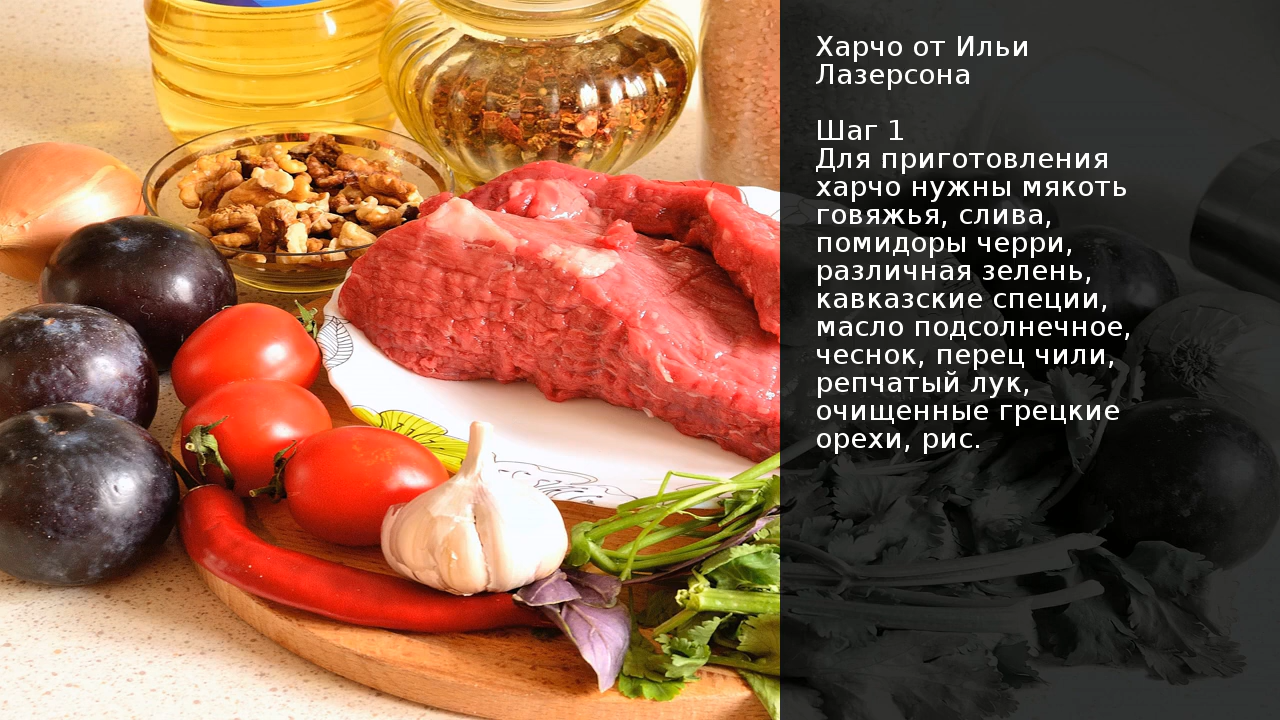 Харчо от Ильи
Лазерсона
Шаг 1
Для приготовления
харчо нужны мякоть
говяжья, слива,
помидоры черри,
различная зелень,
кавказские специи,
масло подсолнечное,
чеснок, перец чили,
репчатый лук,
очищенные грецкие
орехи, рис.